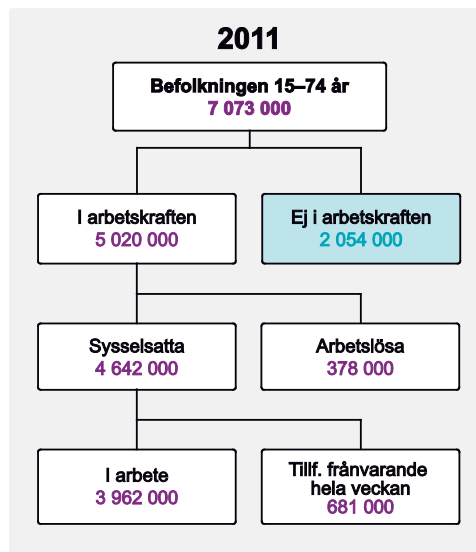 2011
Befolkningen 15–74 år
7 073 000
I arbetskraften
5 020 000
Ej i arbetskraften
2 054 000
Sysselsatta
4 642 000
Arbetslösa
378 000
I arbete
3 962 000
Tillf. frånvarande
hela veckan
681 000